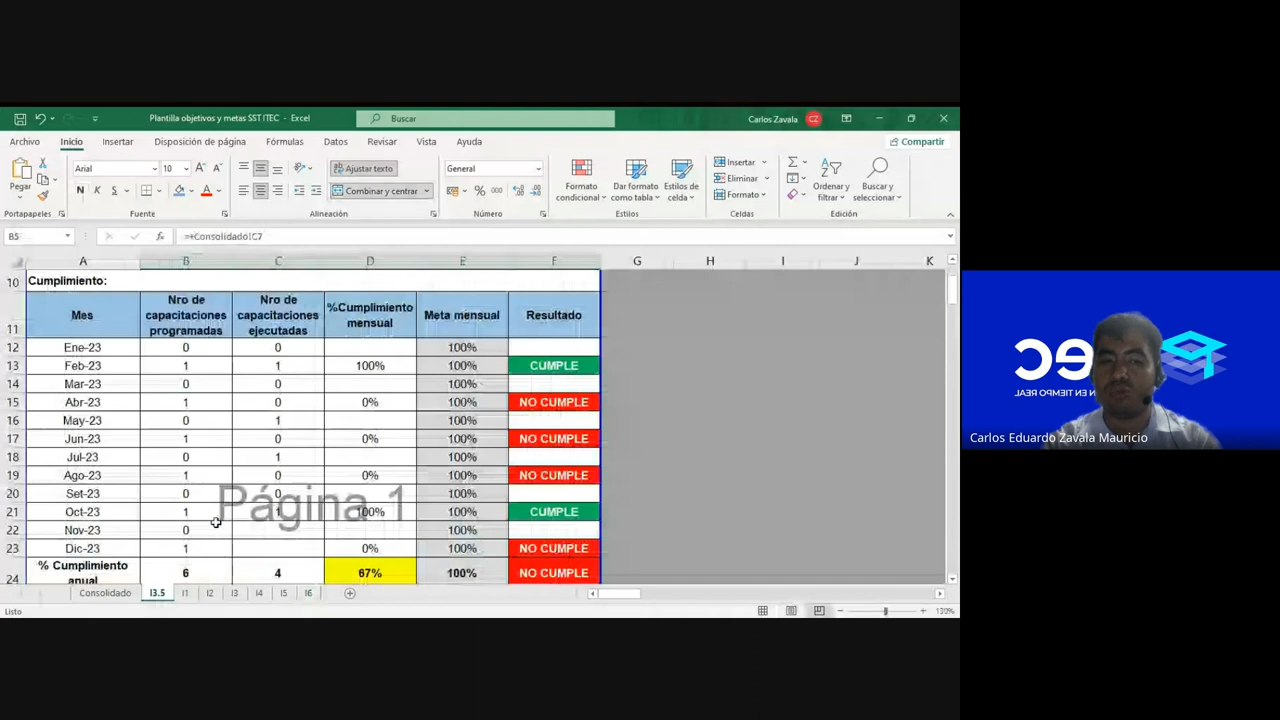 Plantilla objetivos y metas SST ITEC - Excel
Buscar
Carlos Zavala CZ
Archivo Inicio Insertar Disposición de página Fórmulas Datos Revisar Vista Ayuda Compartir
Pegar
Arial 10
N K S
Ajustar texto
Combinar y centrar
General
Formato condicional
Dar formato como tabla
Estilos de celda
Insertar
Eliminar
Formato
Ordenar y filtrar
Buscar y seleccionar
Portapapeles Fuente Alineación Número Estilos Celdas Edición
B5 fx =+Consolidado!C7
A B C D E F G H I J K
10 Cumplimiento:
11 Mes Nro de capacitaciones programadas Nro de capacitaciones ejecutadas %Cumplimiento mensual Meta mensual Resultado
12 Ene-23 0 0 100%
13 Feb-23 1 1 100% 100% CUMPLE
14 Mar-23 0 0 100%
15 Abr-23 1 0 0% 100% NO CUMPLE
16 May-23 0 1 100%
17 Jun-23 1 0 0% 100% NO CUMPLE
18 Jul-23 0 1 100%
19 Ago-23 1 0 0% 100% NO CUMPLE
20 Set-23 0 0 100%
21 Oct-23 1 1 100% 100% CUMPLE
22 Nov-23 0 100%
23 Dic-23 1 0% 100% NO CUMPLE
24 % Cumplimiento anual 6 4 67% 100% NO CUMPLE
Página 1
Consolidado I3.5 I1 I2 I3 I4 I5 I6
Listo
130%
EN TIEMPO REAL
Carlos Eduardo Zavala Mauricio